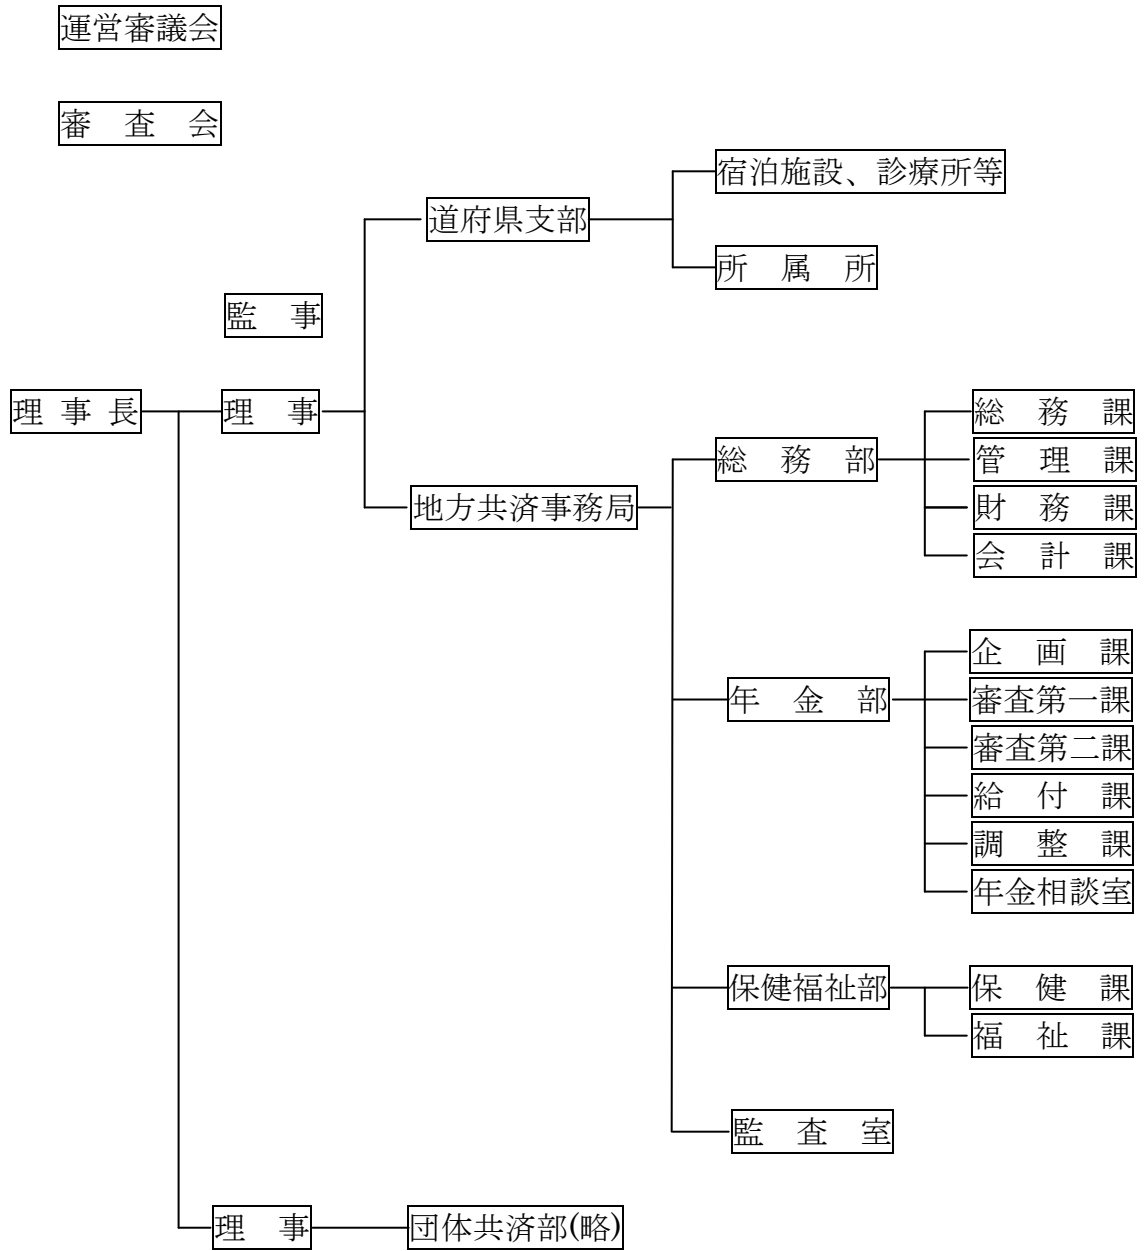 運営審議会
審　査　会
宿泊施設、診療所等
道府県支部
所　属　所
監　事
理 事 長
理　事
総　務　課
総　務　部
管　理　課
地方共済事務局
財　務　課
会　計　課
企　画　課
年　金　部
審査第一課
審査第二課
給　付　課
調　整　課
年金相談室
保健福祉部
保　健　課
福　祉　課
監　査　室
理　事
団体共済部(略)